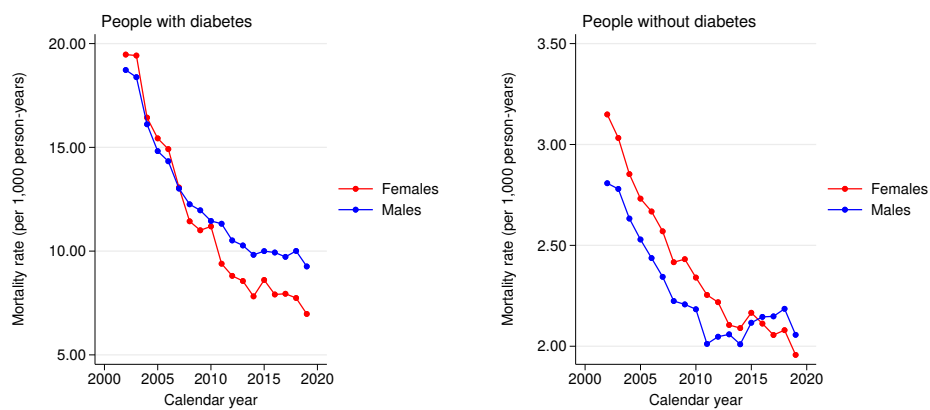 People with diabetes
Mortality rate (per 1,000 person-years)
20.00
15.00
10.00
5.00
2000 2005 2010 2015 2020
Calendar year
Females
Males
People without diabetes
Mortality rate (per 1,000 person-years)
3.50
3.00
2.50
2.00
2000 2005 2010 2015 2020
Calendar year
Females
Males